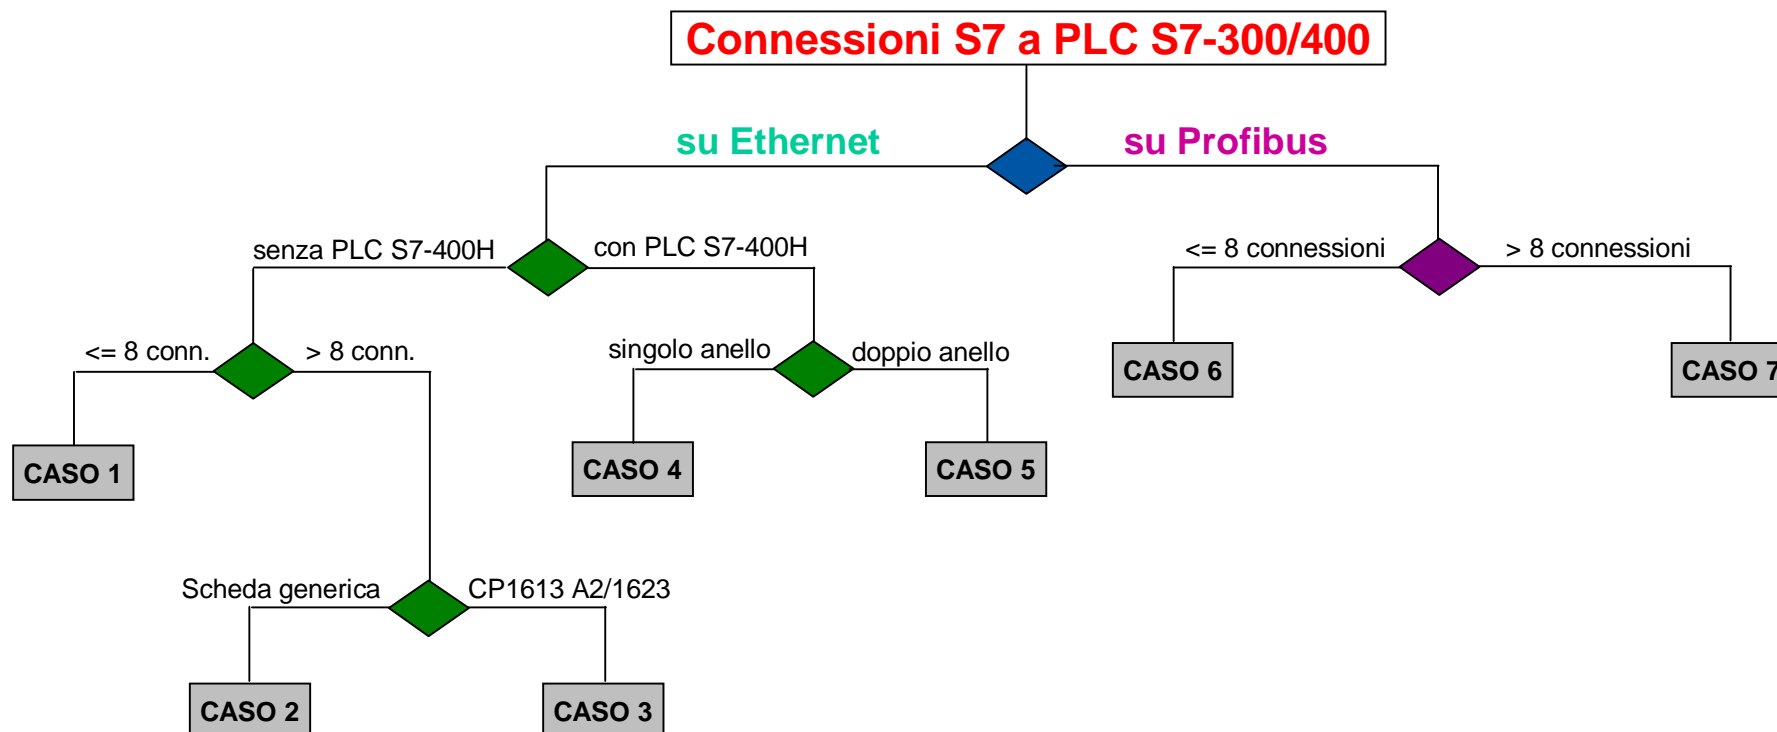 Connessioni S7 a PLC S7-300/400
su Ethernet
su Profibus
senza PLC S7-400H
con PLC S7-400H
<= 8 connessioni
> 8 connessioni
<= 8 conn.
> 8 conn.
singolo anello
doppio anello
CASO 6
CASO 7
CASO 1
CASO 4
CASO 5
Scheda generica
CP1613 A2/1623
CASO 2
CASO 3